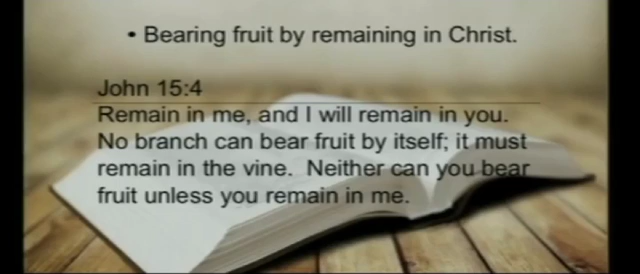 • Bearing fruit by remaining in Christ.
John 15:4
Remain in me, and I will remain in you.
No branch can bear fruit by itself; it must
remain in the vine.  Neither can you bear
fruit unless you remain in me.